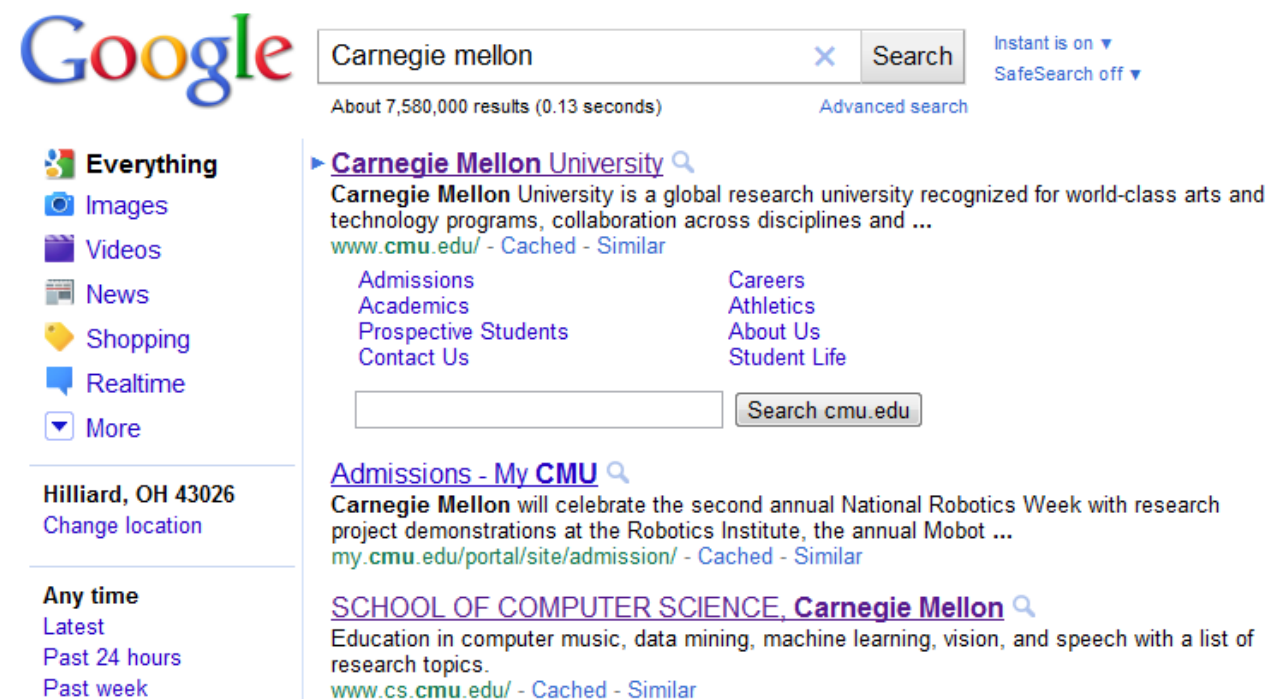 Google
Carnegie mellon
Search
Instant is on ▼
SafeSearch off ▼
About 7,580,000 results (0.13 seconds)
Advanced search
Everything
Images
Videos
News
Shopping
Realtime
More
Hilliard, OH 43026
Change location
Any time
Latest
Past 24 hours
Past week
Carnegie Mellon University
Carnegie Mellon University is a global research university recognized for world-class arts and
technology programs, collaboration across disciplines and ...
www.cmu.edu/ - Cached - Similar
Admissions
Academics
Prospective Students
Contact Us
Careers
Athletics
About Us
Student Life
Search cmu.edu
Admissions - My CMU
Carnegie Mellon will celebrate the second annual National Robotics Week with research
project demonstrations at the Robotics Institute, the annual Mobot ...
my.cmu.edu/portal/site/admission/ - Cached - Similar
SCHOOL OF COMPUTER SCIENCE, Carnegie Mellon
Education in computer music, data mining, machine learning, vision, and speech with a list of
research topics.
www.cs.cmu.edu/ - Cached - Similar